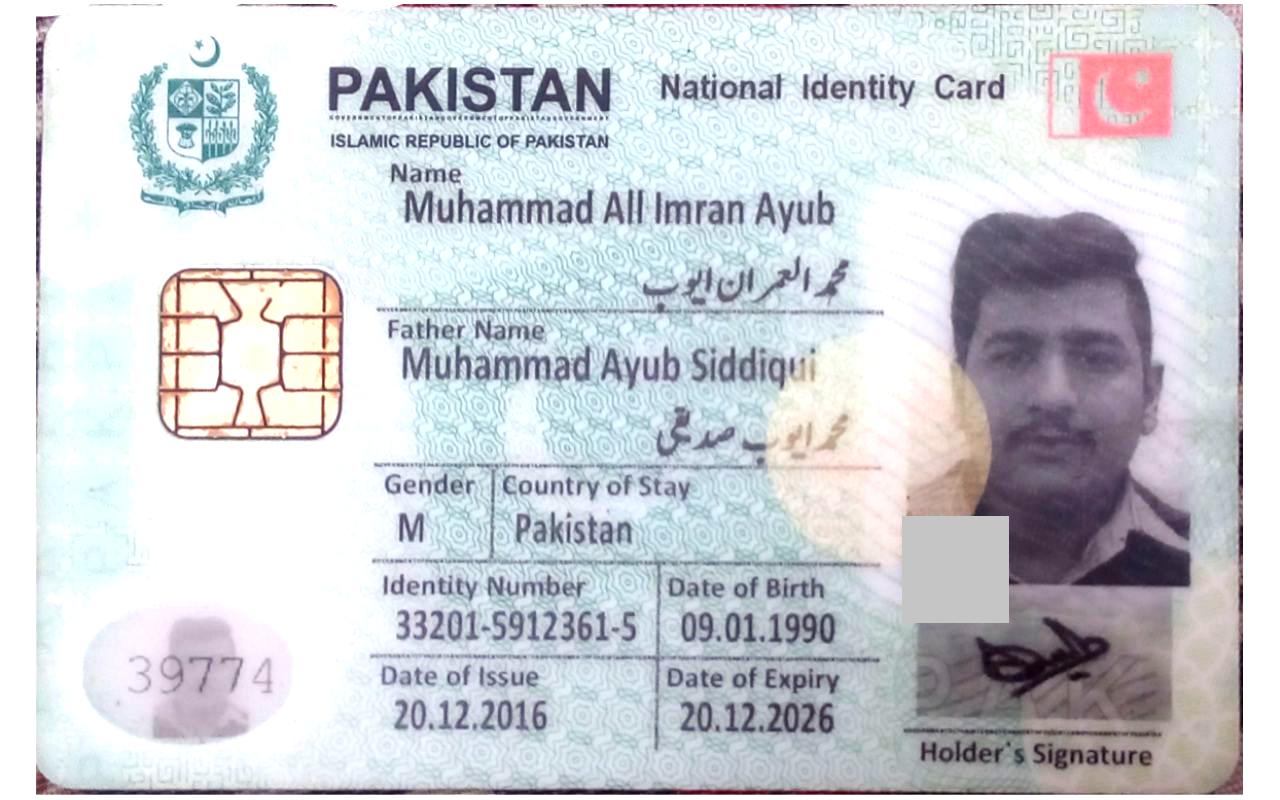 PAKISTAN
National Identity Card
ISLAMIC REPUBLIC OF PAKISTAN
Name
Muhammad All Imran Ayub
محمد العمران ایوب
Father Name
Muhammad Ayub Siddiqui
محمد ایوب صدیقی
Gender
Country of Stay
M
Pakistan
Identity Number
Date of Birth
33201-5912361-5
09.01.1990
Date of Issue
Date of Expiry
20.12.2016
20.12.2026
39774
Holder's Signature